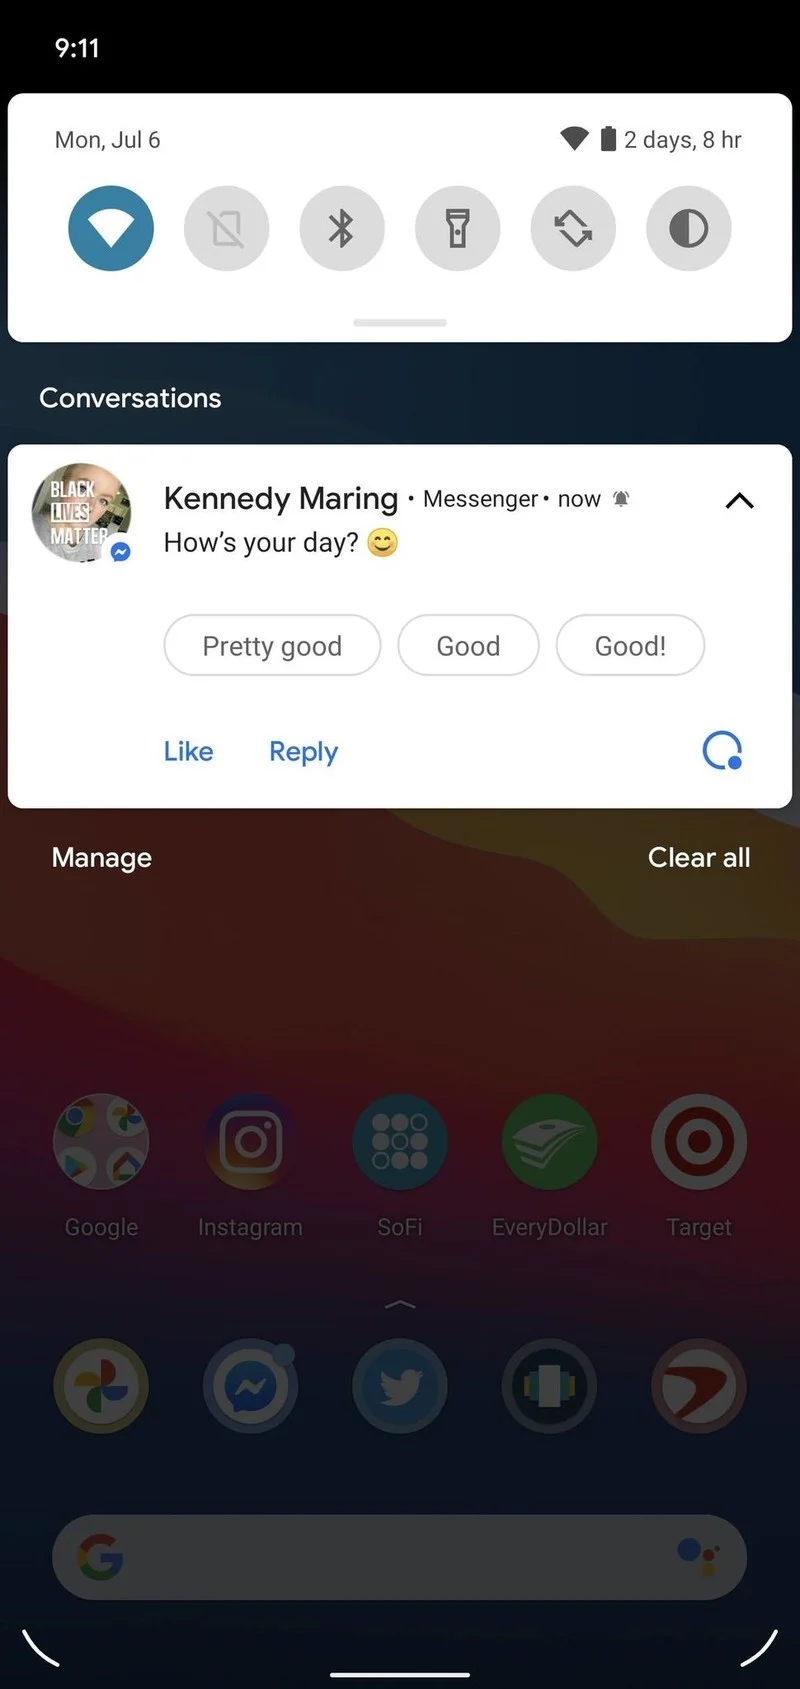 9:11
Mon, Jul 6
2 days, 8 hr
Conversations
BLACK
LIVES
MATTER
Kennedy Maring · Messenger · now
How's your day? 😊
Pretty good
Good
Good!
Like
Reply
Manage
Clear all
Google
Instagram
SoFi
EveryDollar
Target